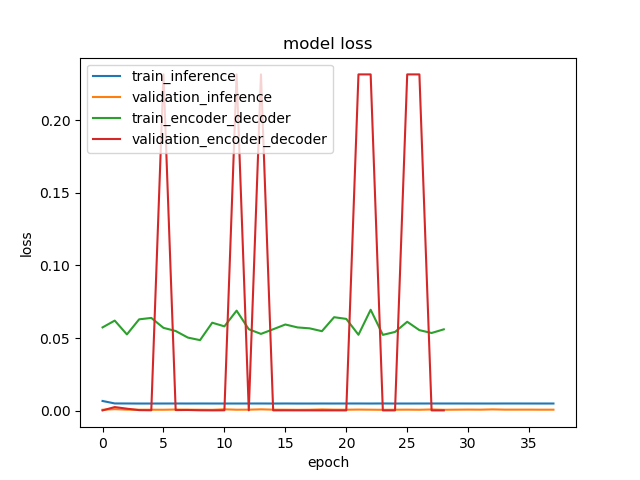 model loss
train_inference
validation_inference
train_encoder_decoder
validation_encoder_decoder
0.20
0.15
0.10
0.05
0.00
loss
0 5 10 15 20 25 30 35
epoch